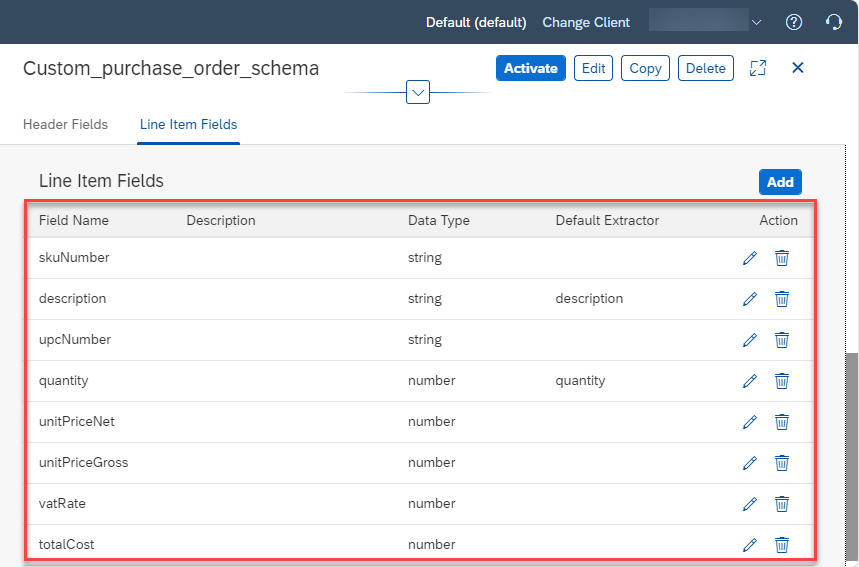 Default (default) Change Client
Custom_purchase_order_schema Activate Edit Copy Delete
Header Fields Line Item Fields
Line Item Fields Add
Field Name Description Data Type Default Extractor Action
skuNumber string
description string description
upcNumber string
quantity number quantity
unitPriceNet number
unitPriceGross number
vatRate number
totalCost number